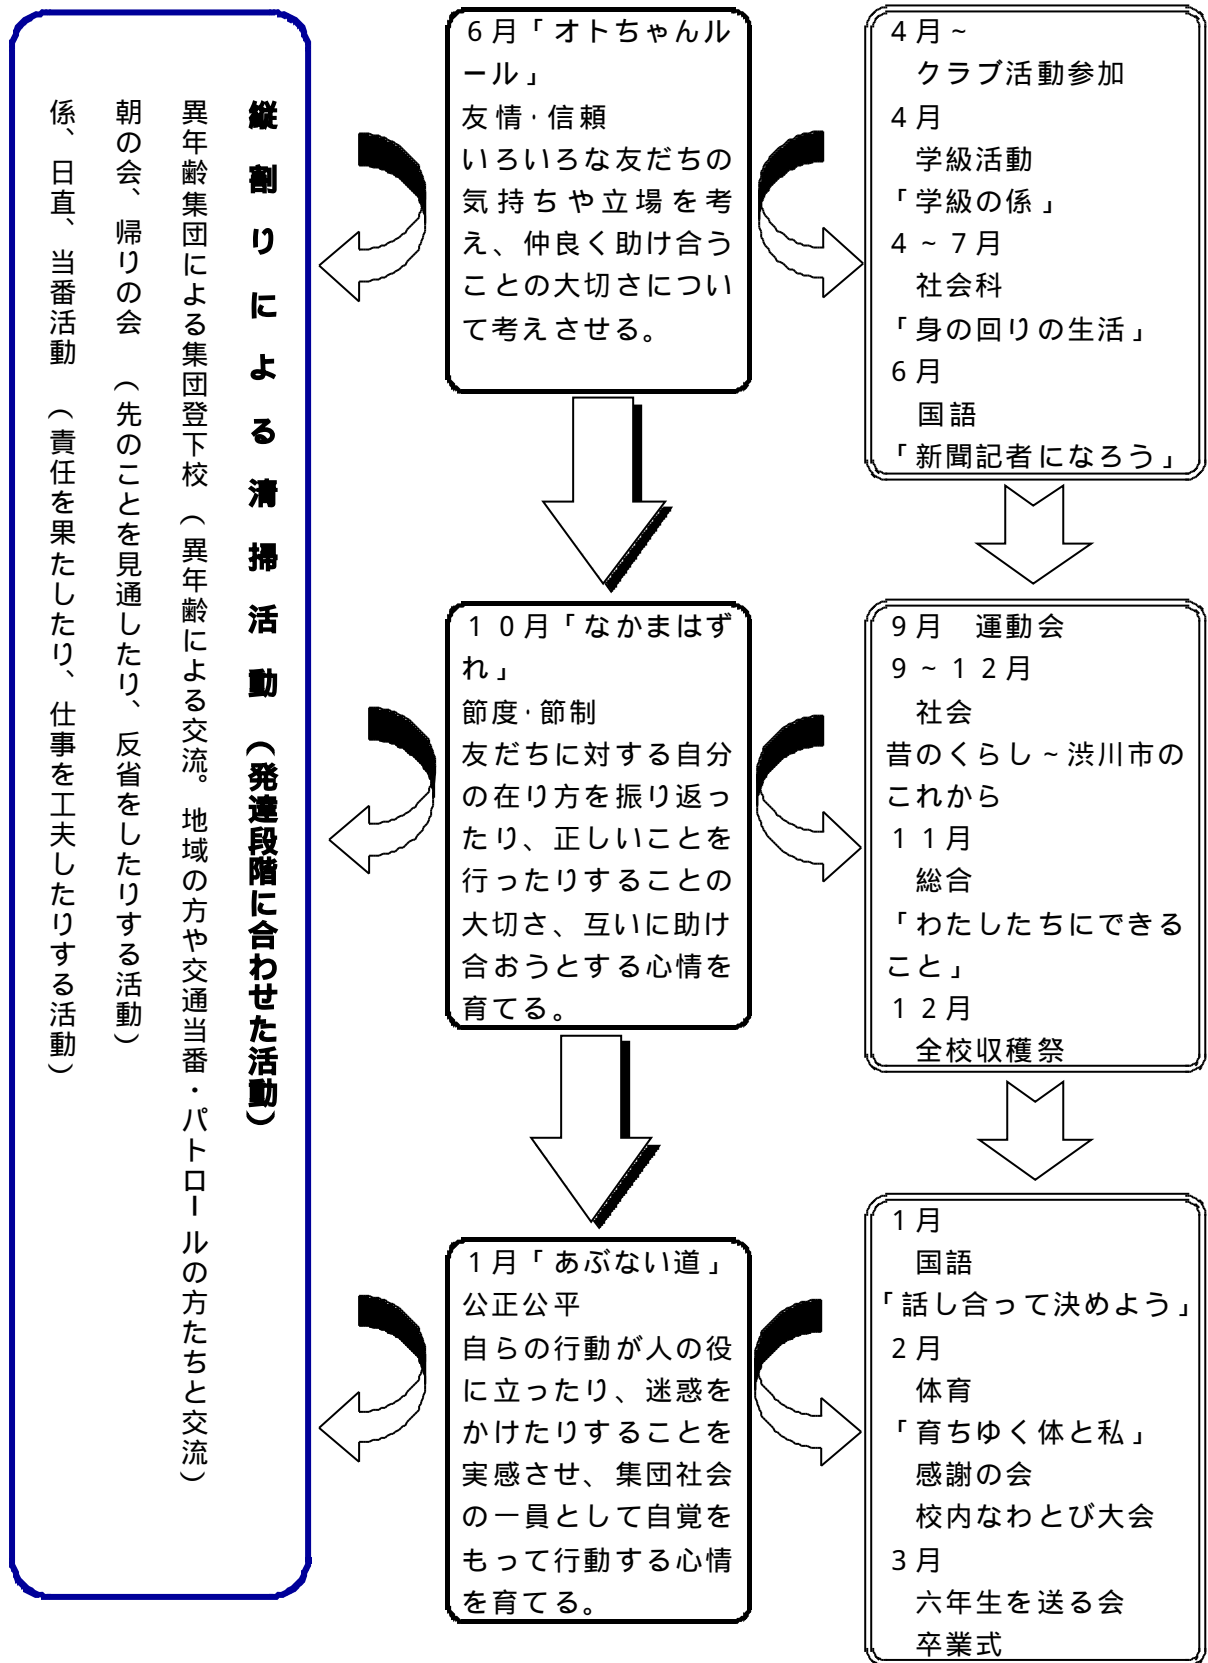 縦割りによる清掃活動　（発達段階に合わせた活動）
異年齢集団による集団登下校　（異年齢による交流。地域の方や交通当番・パトロールの方たちと交流）
朝の会、帰りの会　（先のことを見通したり、反省をしたりする活動）
係、日直、当番活動　（責任を果たしたり、仕事を工夫したりする活動）
6月「オトちゃんル
ール」
友情・信頼
いろいろな友だちの
気持ちや立場を考
え、仲良く助け合う
ことの大切さについ
て考えさせる。
10月「なかまはず
れ」
節度・節制
友だちに対する自分
の在り方を振り返っ
たり、正しいことを
行ったりすることの
大切さ、互いに助け
合おうとする心情を
育てる。
1月「あぶない道」
公正公平
自らの行動が人の役
に立ったり、迷惑を
かけたりすることを
実感させ、集団社会
の一員として自覚を
もって行動する心情
を育てる。
4月~
クラブ活動参加
4月
学級活動
「学級の係」
4~7月
社会科
「身の回りの生活」
6月
国語
「新聞記者になろう」
9月　運動会
9~12月
社会
昔のくらし~渋川市の
これから
11月
総合
「わたしたちにできる
こと」
12月
全校収穫祭
1月
国語
「話し合って決めよう」
2月
体育
「育ちゆく体と私」
感謝の会
校内なわとび大会
3月
六年生を送る会
卒業式